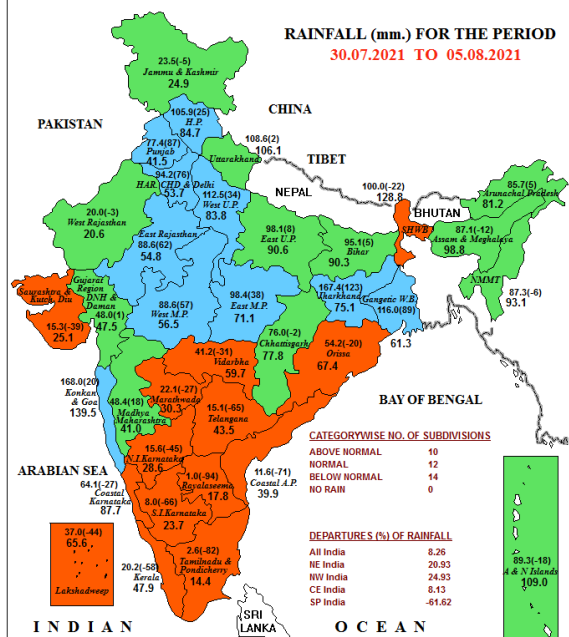 RAINFALL (mm.) FOR THE PERIOD
30.07.2021 TO 05.08.2021
23.5(-5)
Jammu & Kashmir
24.9
CHINA
105.9(25)
H.P.
84.7
PAKISTAN
77.4(87)
Punjab
41.5
108.6(2)
106.1
Uttarakhand
TIBET
94.2(76)
HAR. CHD & Delhi
53.7
NEPAL
112.5(34)
West U.P.
83.8
100.0(-22)
128.8
85.7(5)
Arunachal Pradesh
81.2
BHUTAN
20.0(-3)
West Rajasthan
20.6
East Rajasthan
88.6(62)
54.8
98.1(8)
East U.P.
90.6
95.1(5)
Bihar
90.3
SHWB
87.1(-12)
Assam & Meghalaya
98.8
NMMT
87.3(-6)
93.1
Saurashtra &
Kutch, Diu
15.3(-39)
25.1
Gujarat
Region
DNH &
Daman
48.0(1)
47.5
88.6(57)
West M.P.
56.5
98.4(38)
East M.P.
71.1
167.4(123)
Jharkhand
75.1
Gangetic W.B.
116.0(89)
61.3
76.0(-2)
Chhattisgarh
77.8
54.2(-20)
Orissa
67.4
41.2(-31)
Vidarbha
59.7
168.0(20)
Konkan
& Goa
139.5
48.4(18)
Madhya
Maharashtra
41.0
22.1(-27)
Marathwada
30.3
15.1(-65)
Telangana
43.5
BAY OF BENGAL
ARABIAN SEA
15.6(-45)
N.I.Karnataka
28.6
64.1(-27)
Coastal
Karnataka
87.7
1.0(-94)
Rayalaseema
17.8
11.6(-71)
Coastal A.P.
39.9
8.0(-66)
S.I.Karnataka
23.7
2.6(-82)
Tamilnadu &
Pondicherry
14.4
20.2(-58)
Kerala
47.9
37.0(-44)
65.6
Lakshadweep
CATEGORYWISE NO. OF SUBDIVISIONS
ABOVE NORMAL 10
NORMAL 12
BELOW NORMAL 14
NO RAIN 0
DEPARTURES (%) OF RAINFALL
All India 8.26
NE India 20.93
NW India 24.93
CE India 8.13
SP India -61.62
89.3(-18)
A & N Islands
109.0
SRI
LANKA
INDIAN OCEAN